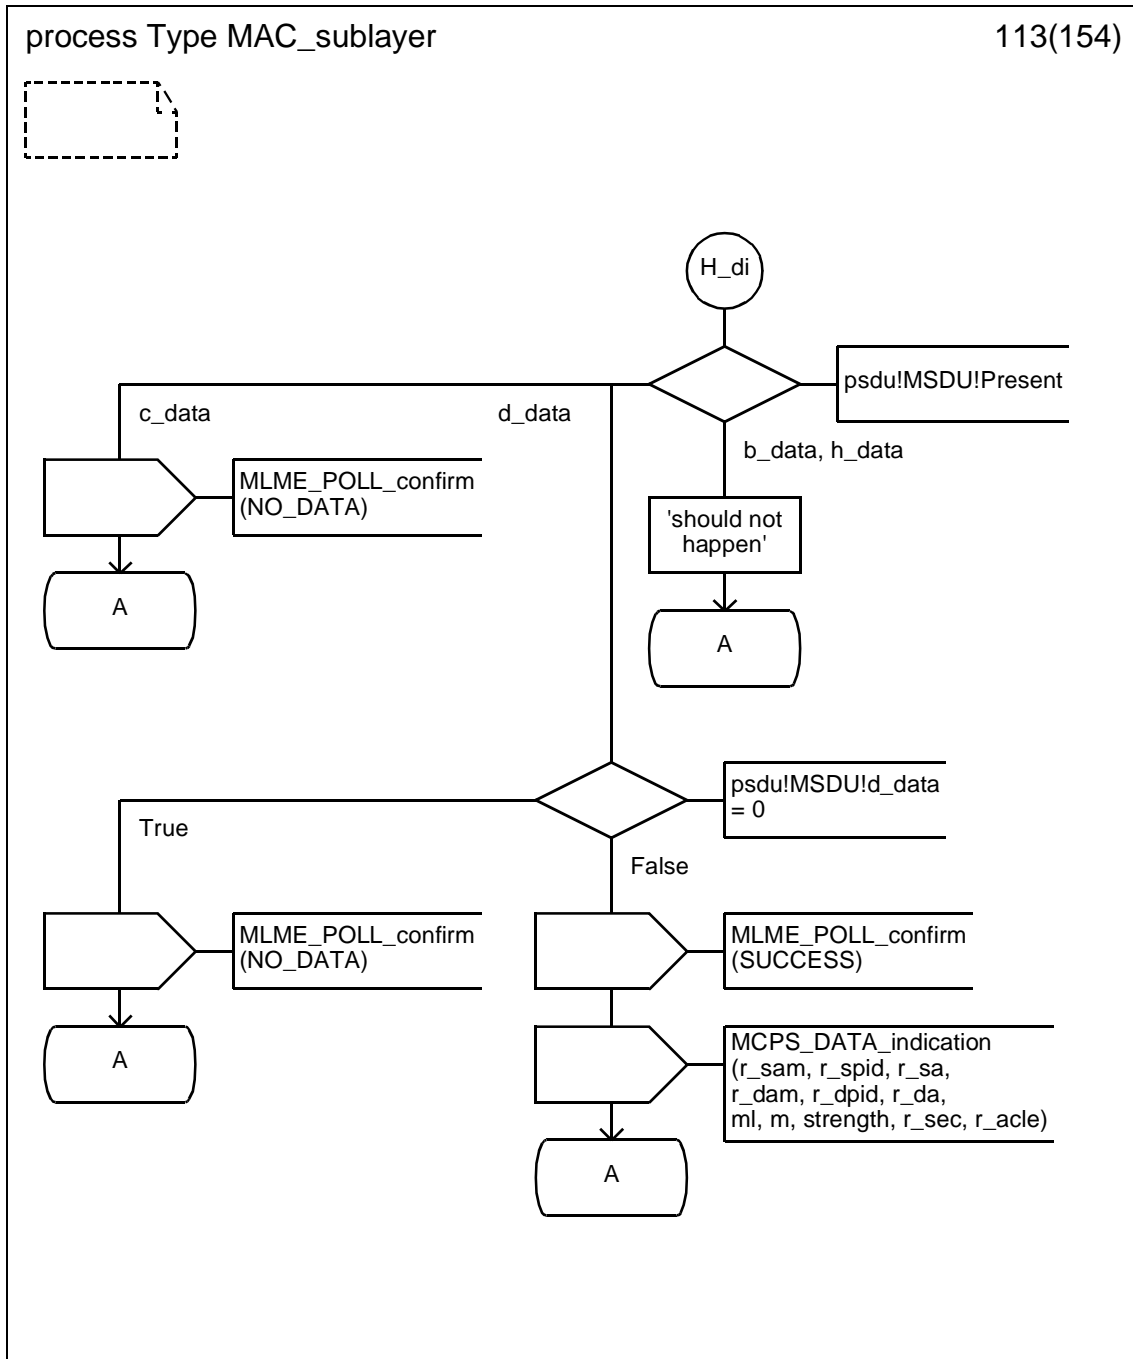 process Type MAC_sublayer
113(154)
H_di
psdu!MSDU!Present
c_data
d_data
b_data, h_data
MLME_POLL_confirm
(NO_DATA)
'should not
happen'
A
A
psdu!MSDU!d_data
= 0
True
False
MLME_POLL_confirm
(NO_DATA)
MLME_POLL_confirm
(SUCCESS)
A
MCPS_DATA_indication
(r_sam, r_spid, r_sa,
r_dam, r_dpid, r_da,
ml, m, strength, r_sec, r_acle)
A